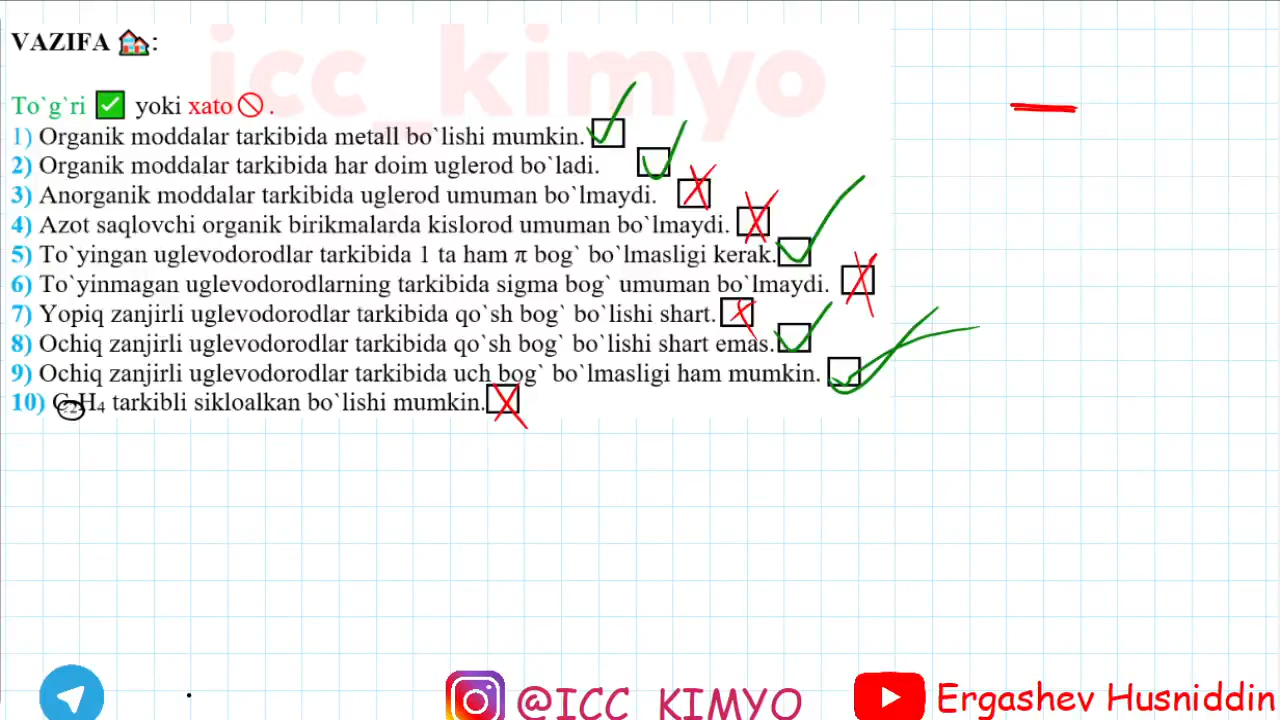 icc_kimyo
VAZIFA 🏠:
To`g`ri ✅ yoki xato🚫.
1) Organik moddalar tarkibida metall bo`lishi mumkin.
2) Organik moddalar tarkibida har doim uglerod bo`ladi.
3) Anorganik moddalar tarkibida uglerod umuman bo`lmaydi.
4) Azot saqlovchi organik birikmalarda kislorod umuman bo`lmaydi.
5) To`yingan uglevodorodlar tarkibida 1 ta ham π bog` bo`lmasligi kerak.
6) To`yinmagan uglevodorodlarning tarkibida sigma bog` umuman bo`lmaydi.
7) Yopiq zanjirli uglevodorodlar tarkibida qo`sh bog` bo`lishi shart.
8) Ochiq zanjirli uglevodorodlar tarkibida qo`sh bog` bo`lishi shart emas.
9) Ochiq zanjirli uglevodorodlar tarkibida uch bog` bo`lmasligi ham mumkin.
10) C₂H₄ tarkibli sikloalkan bo`lishi mumkin.
@ICC_KIMYO
Ergashev Husniddin